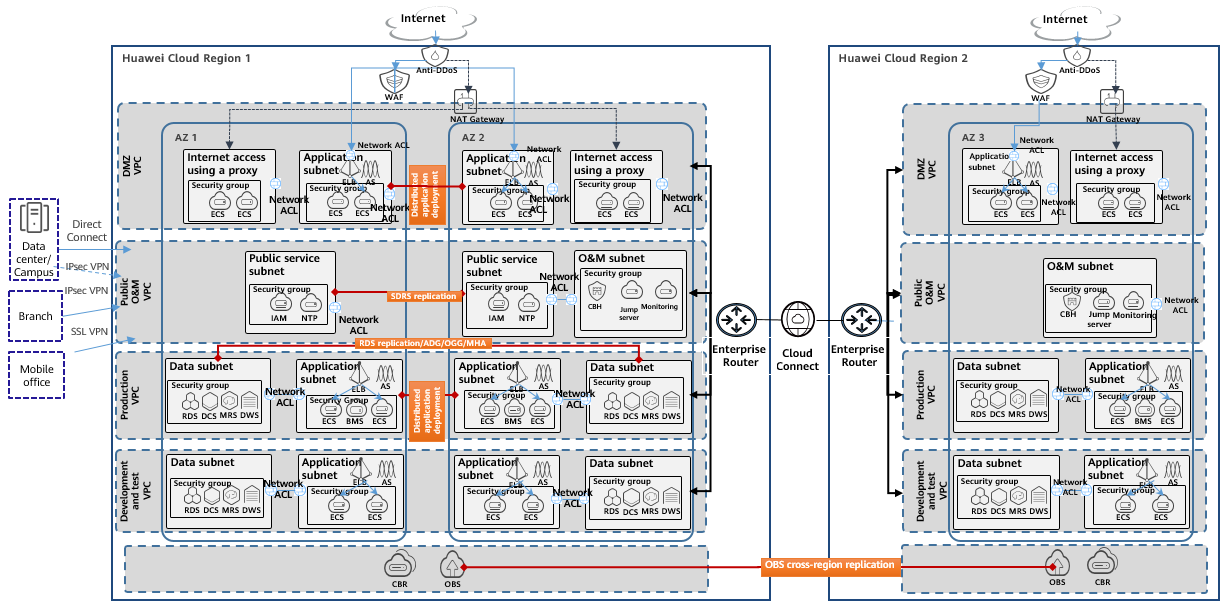 Internet
Internet
Huawei Cloud Region 1
Anti-DDoS
WAF
NAT Gateway
Huawei Cloud Region 2
Anti-DDoS
WAF
NAT Gateway
DMZ
VPC
AZ 1
Internet access
using a proxy
Security group
ECS ECS
Network
ACL
Network ACL
Application
subnet
ELB AS
Security group
ECS ECS
Network
ACL
Distributed
application
deployment
AZ 2
Network
ACL
Application
subnet
ELB AS
Security group
ECS ECS
Network
ACL
Internet access
using a proxy
Security group
ECS ECS
Network
ACL
DMZ
VPC
AZ 3
Network
ACL
Application
subnet
ELB AS
Security group
ECS ECS
Network
ACL
Internet access
using a proxy
Security group
ECS ECS
Network
ACL
Data
center/
Campus
Direct
Connect
IPsec VPN
IPsec VPN
Branch
SSL VPN
Mobile
office
Public
O&M
VPC
Public service
subnet
Security group
IAM NTP
Network
ACL
SDRS replication
Public service
subnet
Security group
IAM NTP
Network
ACL
O&M subnet
Security group
CBH Jump
server Monitoring
Enterprise
Router
Cloud
Connect
Enterprise
Router
Public
O&M
VPC
O&M subnet
Security group
CBH Jump
server Monitoring
Network
ACL
RDS replication/ADG/OGG/MHA
Production
VPC
Data subnet
Security group
RDS DCS MRS DWS
Network
ACL
Application
subnet
ELB AS
Security Group
ECS BMS ECS
Distributed
application
deployment
Application
subnet
ELB AS
Security group
ECS BMS ECS
Network
ACL
Data subnet
Security group
RDS DCS MRS DWS
Production
VPC
Data subnet
Security group
RDS DCS MRS DWS
Network
ACL
Application
subnet
ELB AS
Security group
ECS BMS ECS
Development
and test
VPC
Data subnet
Security group
RDS DCS MRS DWS
Network
ACL
Application
subnet
ELB AS
Security group
ECS ECS
Application
subnet
ELB AS
Security group
ECS ECS
Network
ACL
Data subnet
Security group
RDS DCS MRS DWS
Development
and test
VPC
Data subnet
Security group
RDS DCS MRS DWS
Network
ACL
Application
subnet
ELB AS
Security group
ECS ECS
CBR
OBS
OBS cross-region replication
OBS
CBR